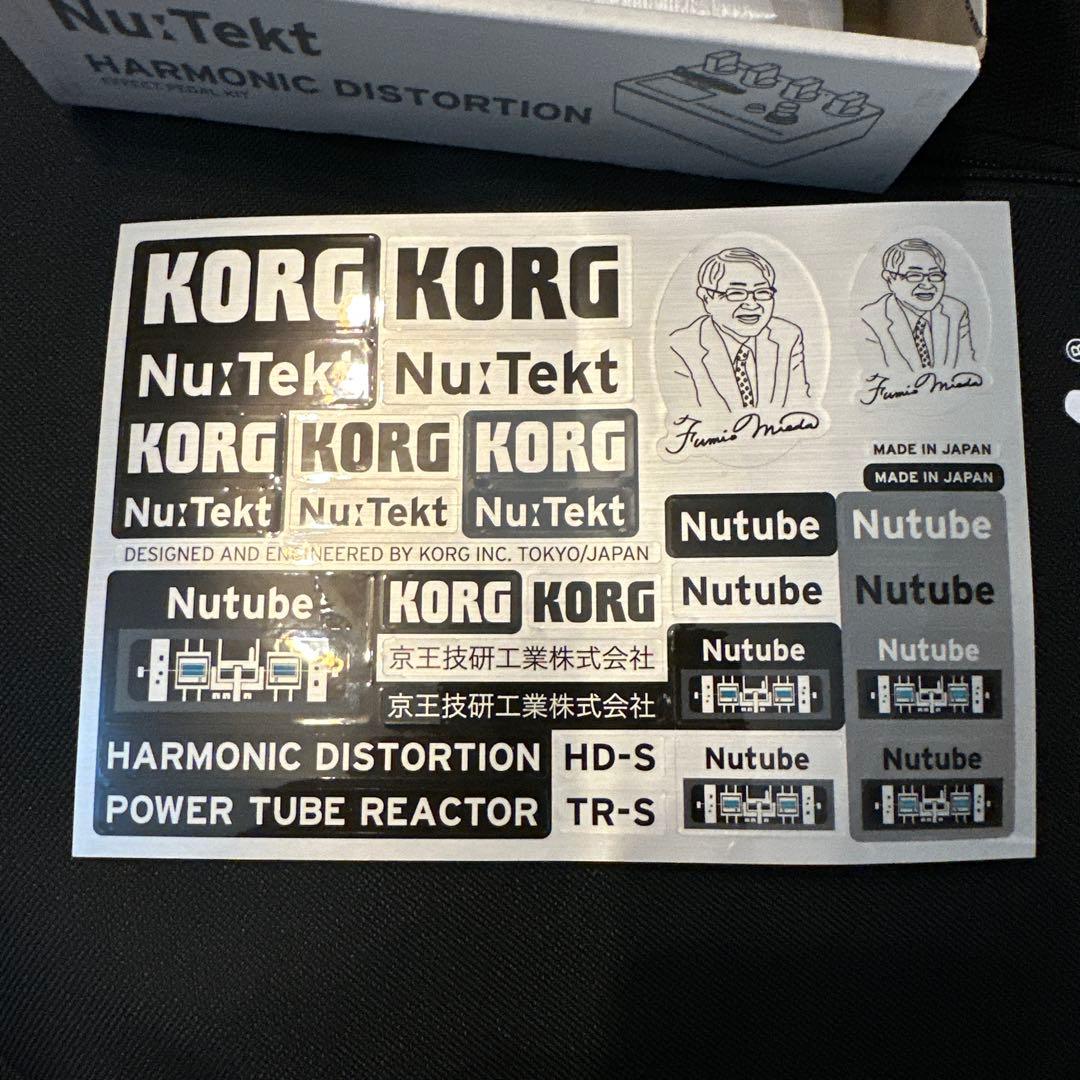 Nu:Tekt
HARMONIC DISTORTION
EFFECT PEDAL KIT
KORG KORG
Nu:Tekt Nu:Tekt
Fumio Mieda Fumio Mieda
KORG KORG KORG
Nu:Tekt Nu:Tekt Nu:Tekt
MADE IN JAPAN
MADE IN JAPAN
DESIGNED AND ENGINEERED BY KORG INC. TOKYO/JAPAN
Nutube Nutube
Nutube KORG KORG Nutube Nutube
京王技研工業株式会社 Nutube Nutube
京王技研工業株式会社
HARMONIC DISTORTION HD-S Nutube Nutube
POWER TUBE REACTOR TR-S
®